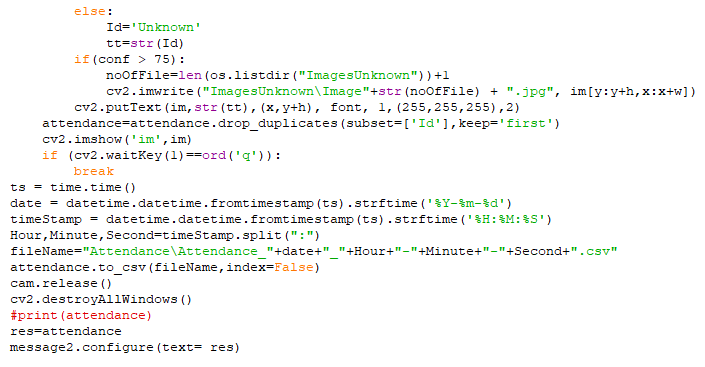 else:
            Id='Unknown'
            tt=str(Id)
        if(conf > 75):
            noOfFile=len(os.listdir("ImagesUnknown"))+1
            cv2.imwrite("ImagesUnknown\Image"+str(noOfFile) + ".jpg", im[y:y+h,x:x+w])
        cv2.putText(im,str(tt),(x,y+h), font, 1,(255,255,255),2)
    attendance=attendance.drop_duplicates(subset=['Id'],keep='first')
    cv2.imshow('im',im)
    if (cv2.waitKey(1)==ord('q')):
        break
ts = time.time()
date = datetime.datetime.fromtimestamp(ts).strftime('%Y-%m-%d')
timeStamp = datetime.datetime.fromtimestamp(ts).strftime('%H:%M:%S')
Hour,Minute,Second=timeStamp.split(":")
fileName="Attendance\Attendance_"+date+"_"+Hour+"-"+Minute+"-"+Second+".csv"
attendance.to_csv(fileName,index=False)
cam.release()
cv2.destroyAllWindows()
#print(attendance)
res=attendance
message2.configure(text= res)